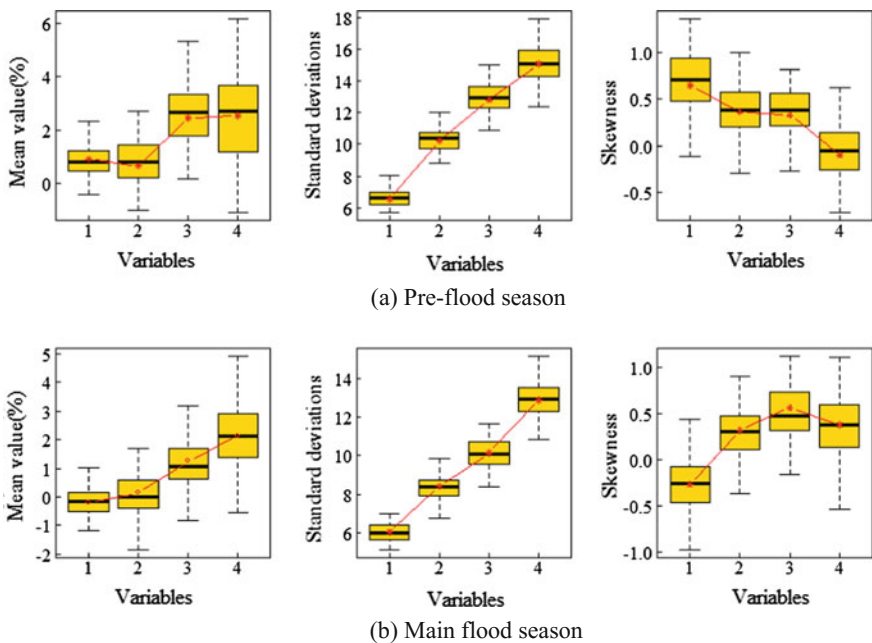 Mean value(%)
6
4
2
0
1 2 3 4
Variables
Standard deviations
18
16
14
12
10
8
6
1 2 3 4
Variables
Skewness
1.0
0.5
0.0
-0.5
1 2 3 4
Variables
(a) Pre-flood season
Mean value(%)
5
4
3
2
1
0
-1
-2
1 2 3 4
Variables
Standard deviations
14
12
10
8
6
1 2 3 4
Variables
Skewness
1.0
0.5
0.0
-0.5
-1.0
1 2 3 4
Variables
(b) Main flood season